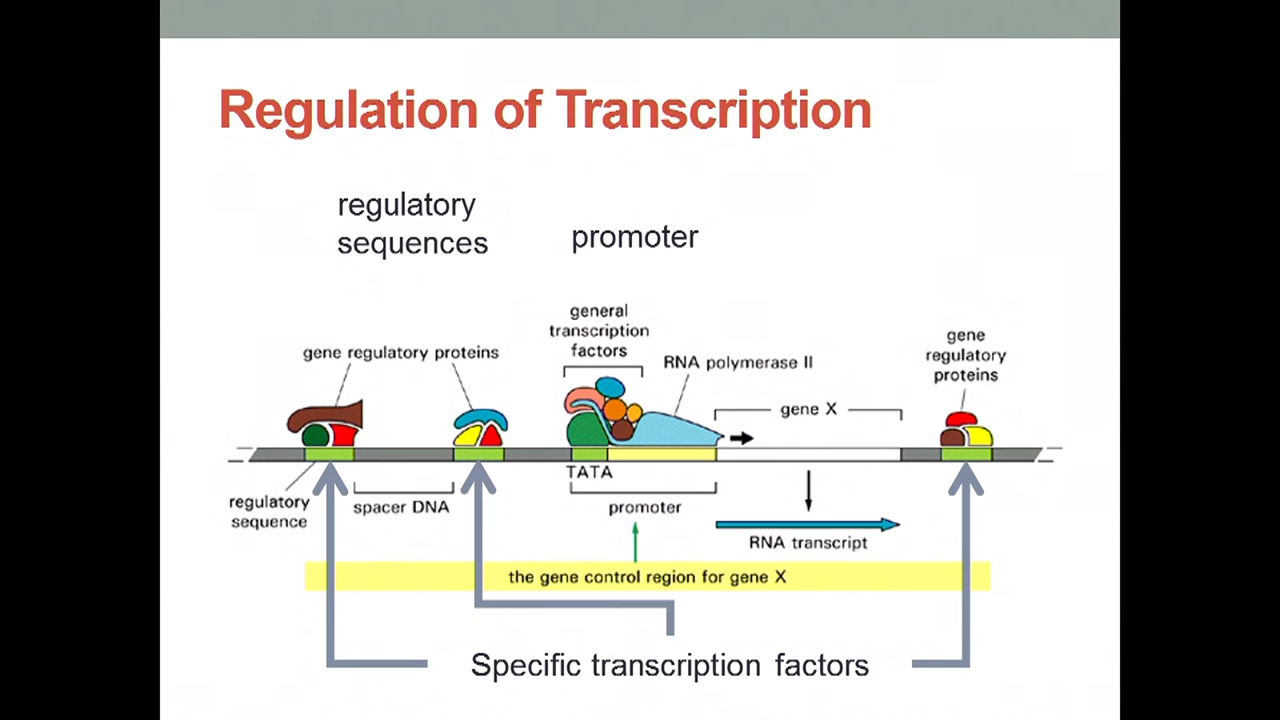 Regulation of Transcription
regulatory
sequences
promoter
general
transcription
factors
gene regulatory proteins
RNA polymerase II
gene
regulatory
proteins
gene X
TATA
regulatory
sequence
spacer DNA
promoter
RNA transcript
the gene control region for gene X
Specific transcription factors